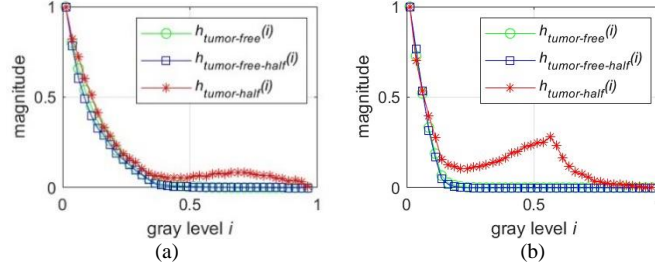 1
0.5
0
magnitude
h_tumor-free(i)
h_tumor-free-half(i)
h_tumor-half(i)
0 0.5 1
gray level i
(a)
1
0.5
0
magnitude
h_tumor-free(i)
h_tumor-free-half(i)
h_tumor-half(i)
0 0.5
gray level i
(b)